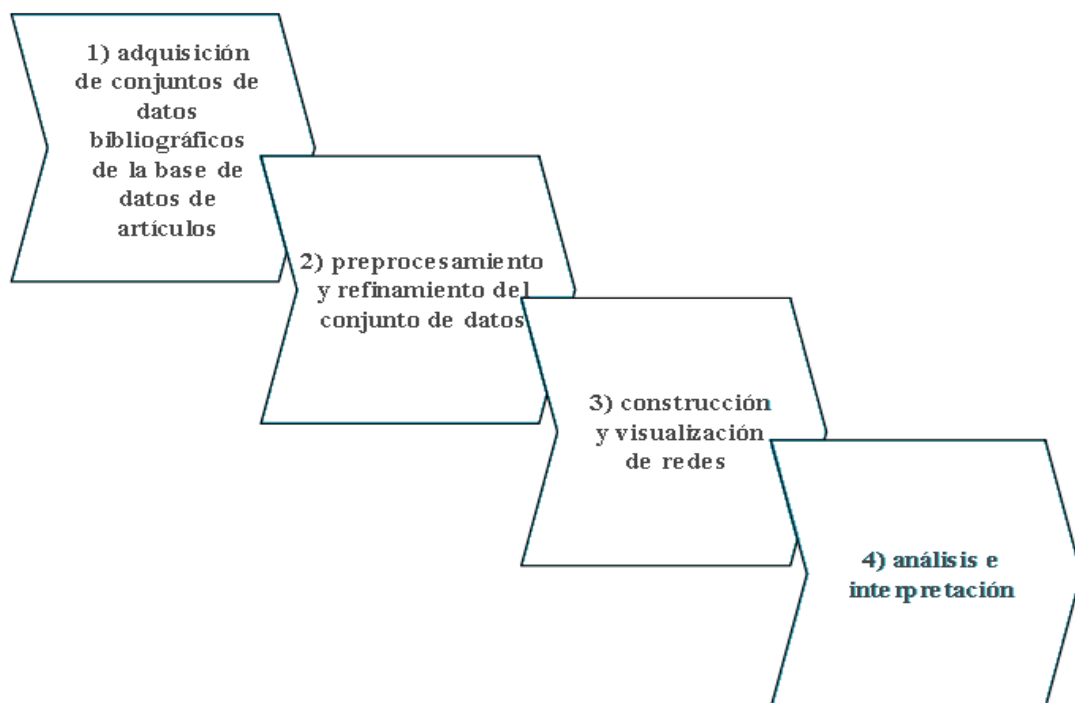 1) adquisición
de conjuntos de
datos
bibliográficos
de la base de
datos de
artículos
2) preprocesamiento
y refinamiento del
conjunto de datos
3) construcción
y visualización
de redes
4) análisis e
interpretación